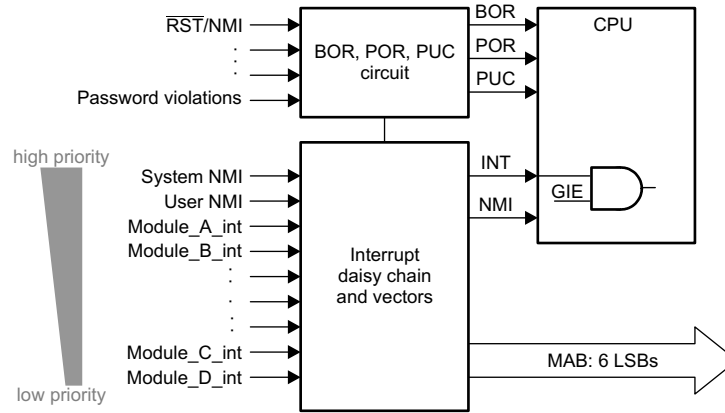 BOR
CPU
RST/NMI
POR
BOR, POR, PUC
circuit
PUC
Password violations
high priority
System NMI
INT
User NMI
GIE
Module_A_int
NMI
Module_B_int
Interrupt
daisy chain
and vectors
Module_C_int
MAB: 6 LSBs
Module_D_int
low priority